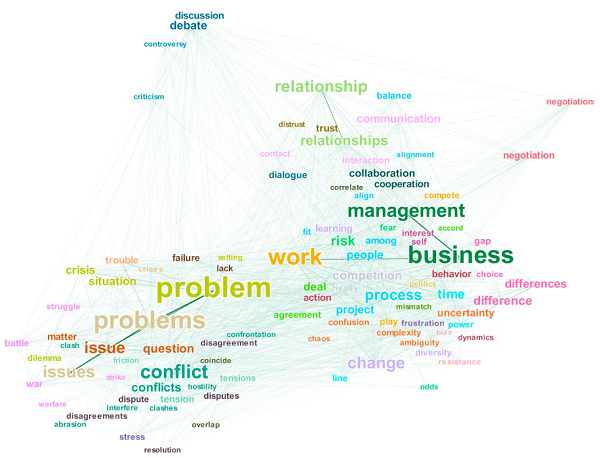 discussion
debate
controversy
criticism
relationship
balance
negotiations
communication
distrust trust
relationships
contact interaction alignment negotiation
dialogue collaboration
correlate cooperation
align compete
management
fit learning fear interest accord
risk among self gap
work people business
trouble failure setting
crisis crises lack competition behavior choice
situation problem deal rivalry politics differences
action process time difference
struggle problems agreement project mismatch uncertainty
confusion play frustration power
battle matter clash confrontation chaos complexity bias dynamics
issue question disagreement ambiguity
dilemma friction coincide change diversity resistance
issues conflict
war strike conflicts hostility tensions line odds
warfare dispute tension disputes
interfere clashes
disagreements
abrasion overlap
stress
resolution